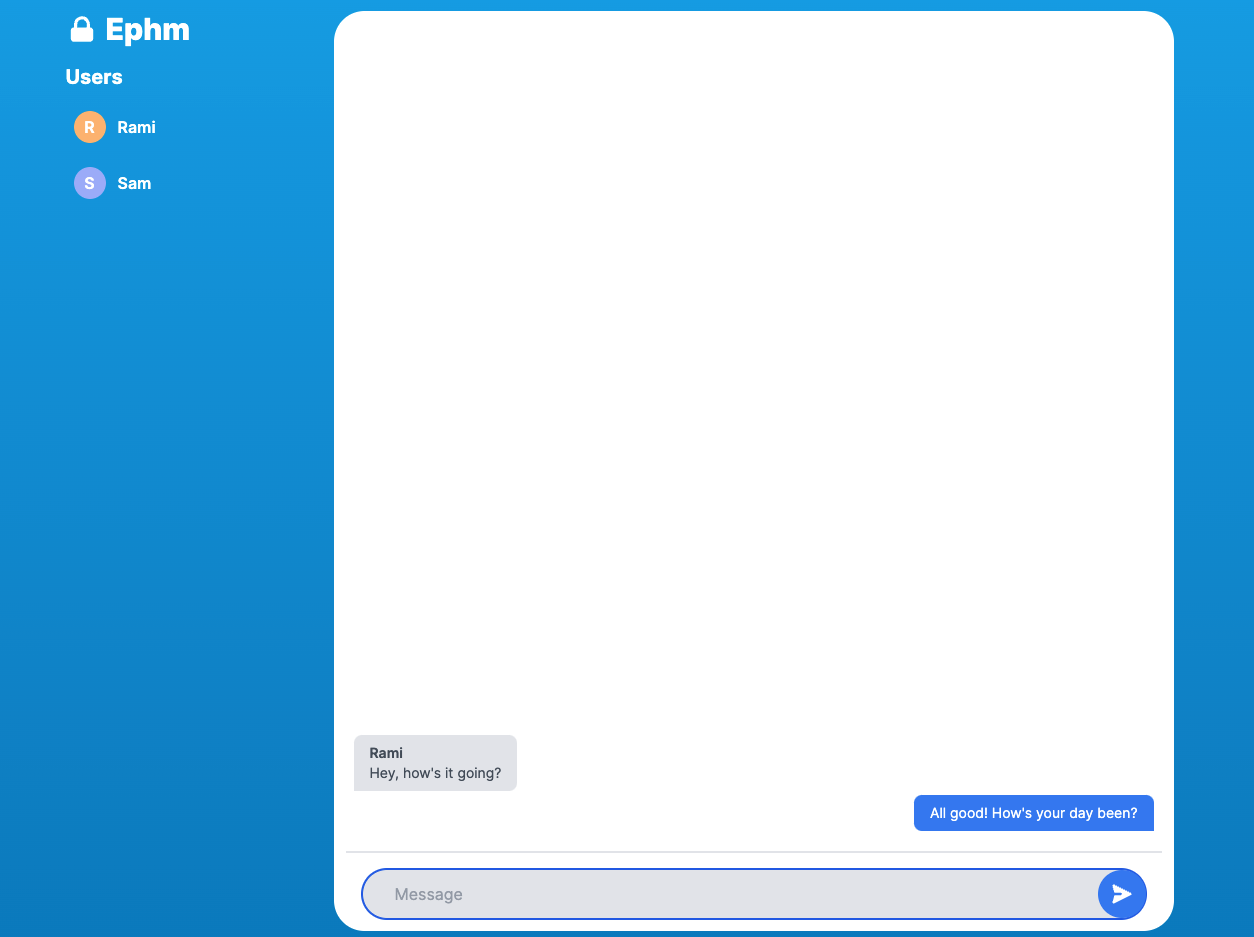 Ephm
Users
R Rami
S Sam
Rami
Hey, how's it going?
All good! How's your day been?
Message